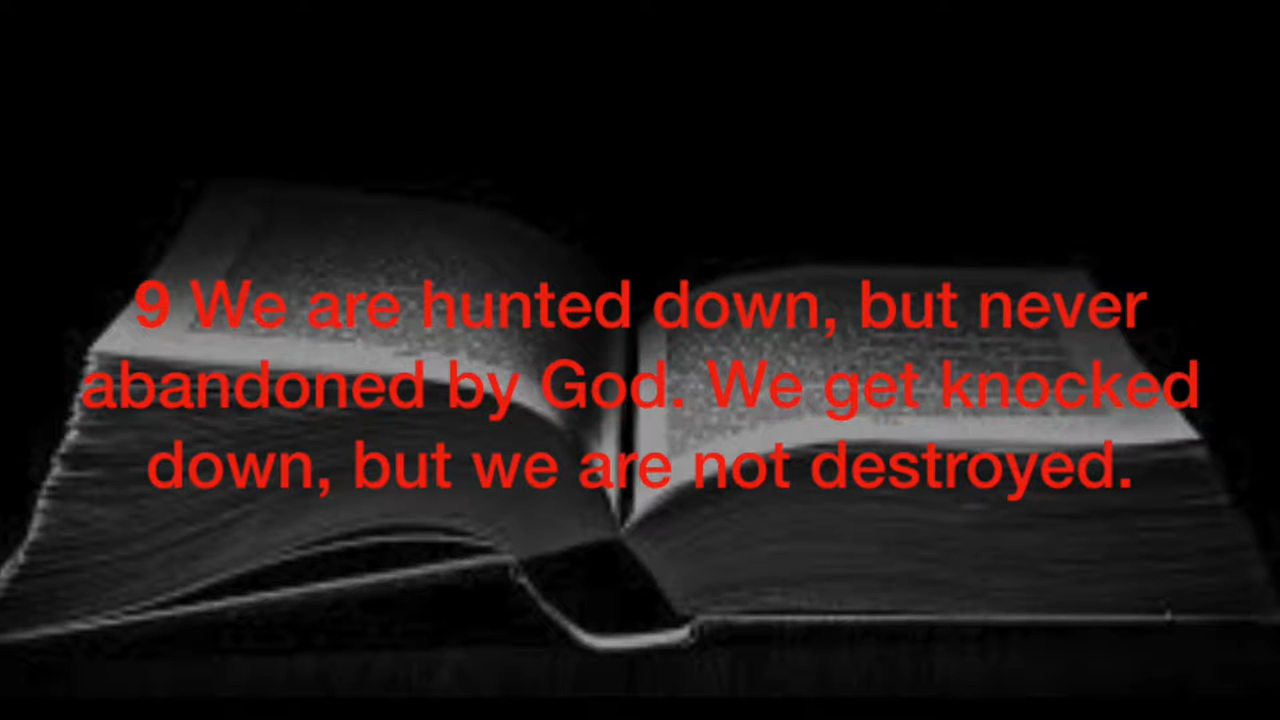 9 We are hunted down, but never
abandoned by God. We get knocked
down, but we are not destroyed.